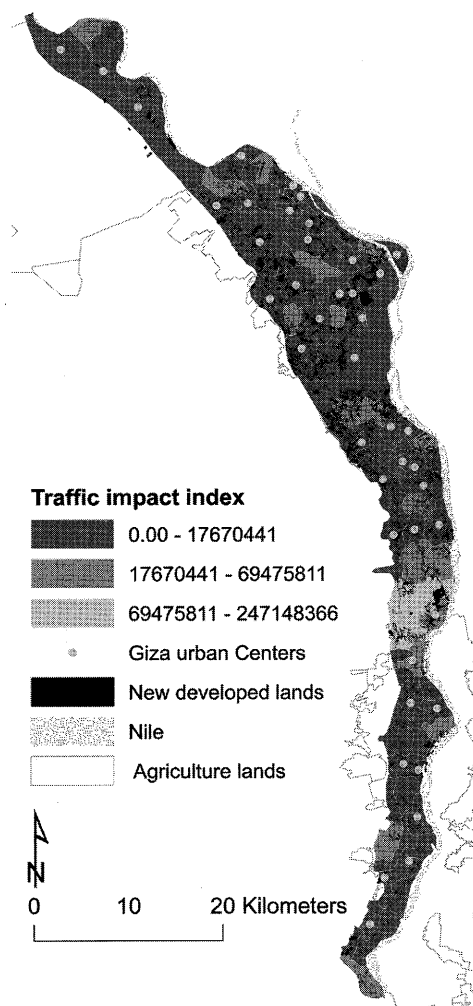 Traffic impact index
0.00 - 17670441
17670441 - 69475811
69475811 - 247148366
Giza urban Centers
New developed lands
Nile
Agriculture lands
N
0 10 20 Kilometers